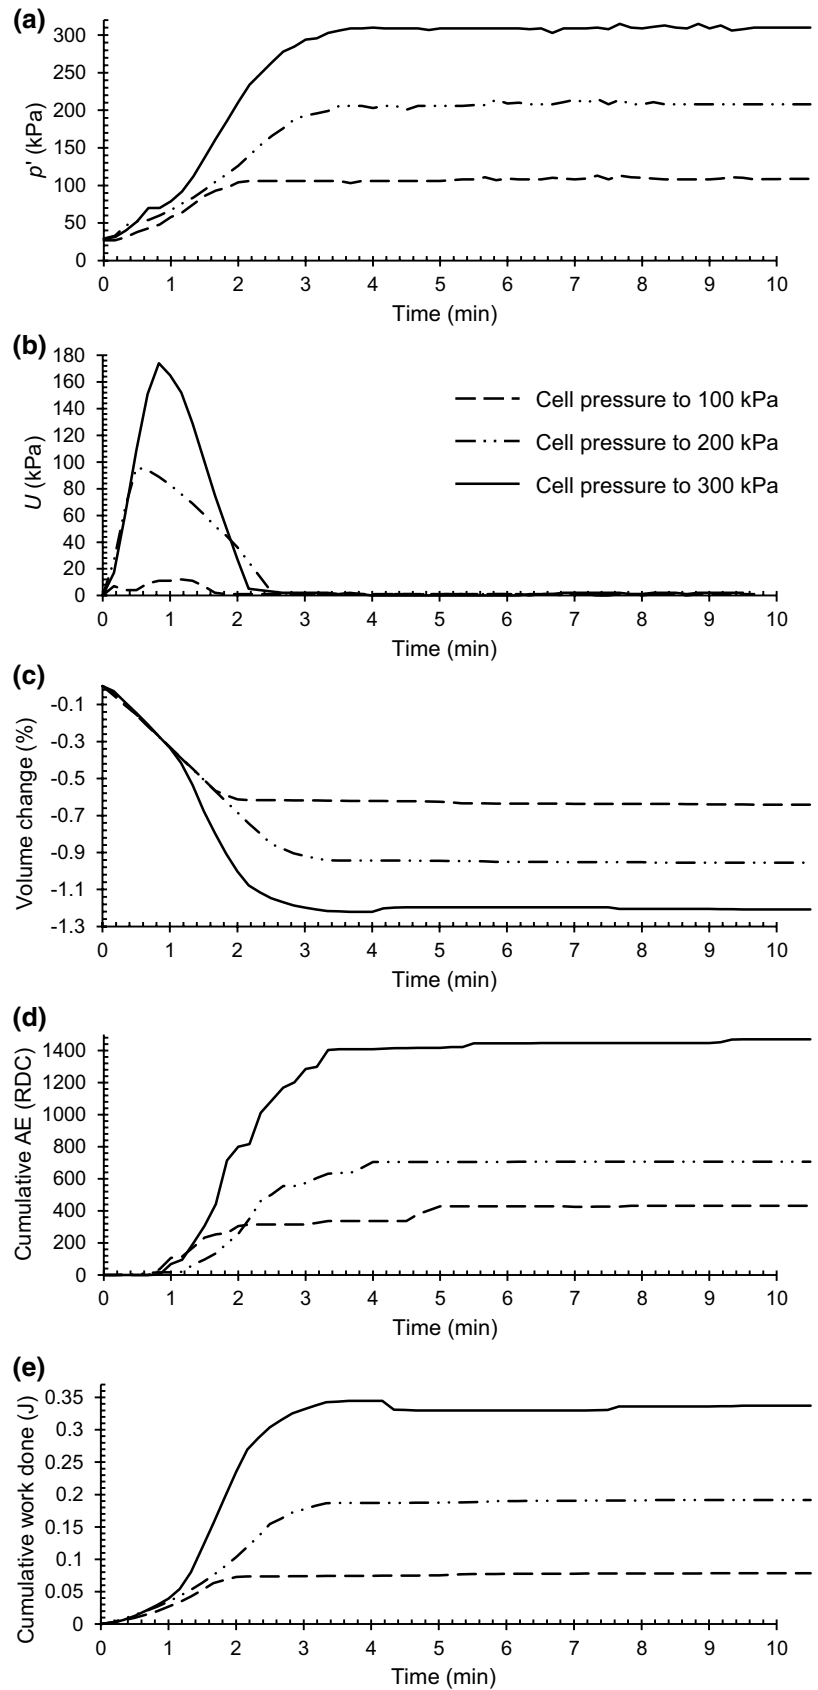 (a)
p' (kPa)
300
250
200
150
100
50
0
0 1 2 3 4 5 6 7 8 9 10
Time (min)
(b)
U (kPa)
180
160
140
120
100
80
60
40
20
0
Cell pressure to 100 kPa
Cell pressure to 200 kPa
Cell pressure to 300 kPa
0 1 2 3 4 5 6 7 8 9 10
Time (min)
(c)
Volume change (%)
-0.1
-0.3
-0.5
-0.7
-0.9
-1.1
-1.3
0 1 2 3 4 5 6 7 8 9 10
Time (min)
(d)
Cumulative AE (RDC)
1400
1200
1000
800
600
400
200
0
0 1 2 3 4 5 6 7 8 9 10
Time (min)
(e)
Cumulative work done (J)
0.35
0.3
0.25
0.2
0.15
0.1
0.05
0
0 1 2 3 4 5 6 7 8 9 10
Time (min)